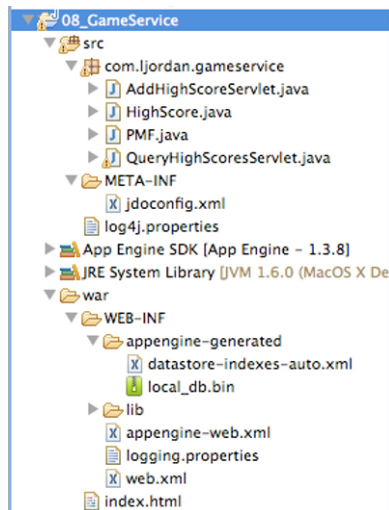 08_GameService
src
com.ljordan.gameservice
AddHighScoreServlet.java
HighScore.java
PMF.java
QueryHighScoresServlet.java
META-INF
jdoconfig.xml
log4j.properties
App Engine SDK [App Engine - 1.3.8]
JRE System Library [JVM 1.6.0 (MacOS X De
war
WEB-INF
appengine-generated
datastore-indexes-auto.xml
local_db.bin
lib
appengine-web.xml
logging.properties
web.xml
index.html